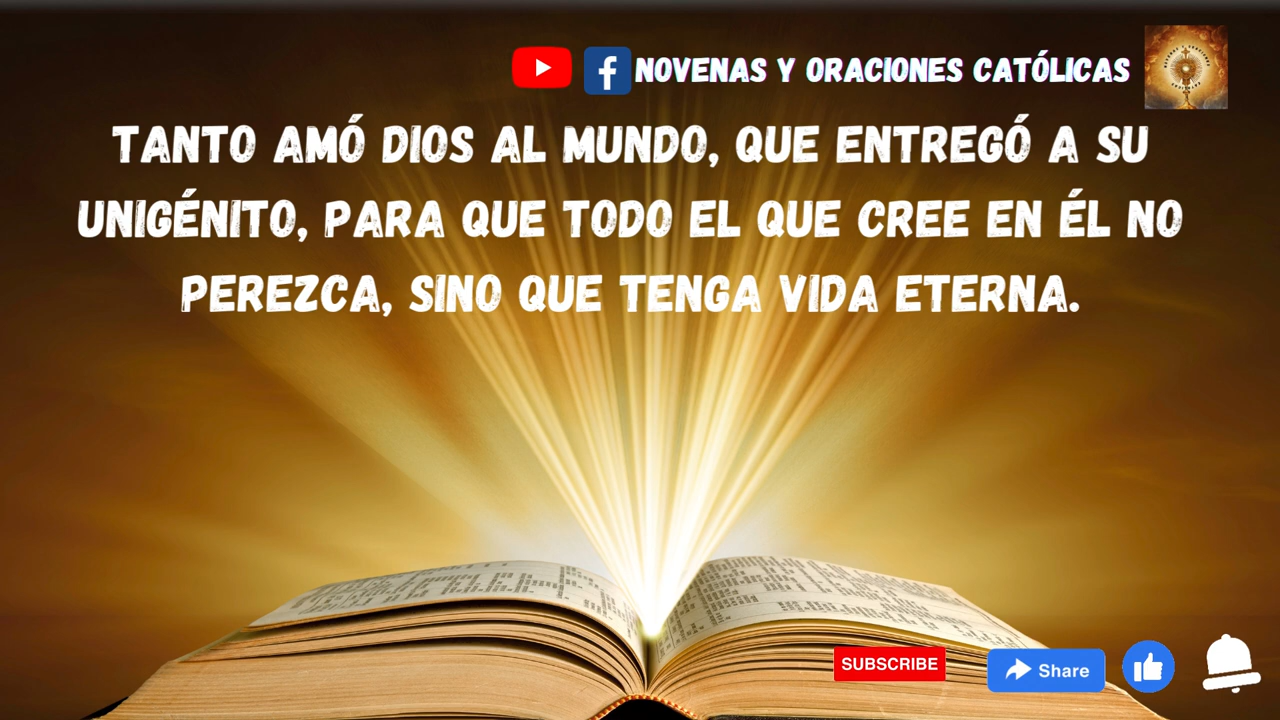 NOVENAS Y ORACIONES CATÓLICAS
TANTO AMÓ DIOS AL MUNDO, QUE ENTREGÓ A SU
UNIGÉNITO, PARA QUE TODO EL QUE CREE EN ÉL NO
PEREZCA, SINO QUE TENGA VIDA ETERNA.
SUBSCRIBE
Share